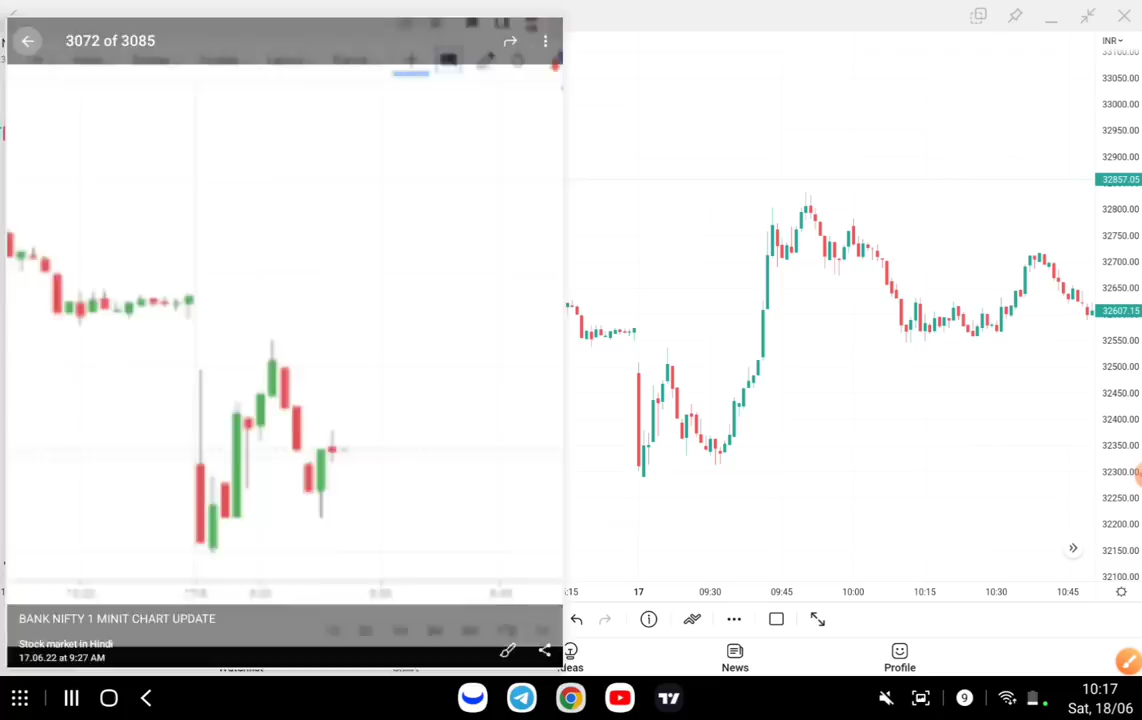 3072 of 3085
INR
33100.00
33050.00
33000.00
32950.00
32900.00
32857.05
32800.00
32750.00
32700.00
32650.00
32607.15
32550.00
32500.00
32450.00
32400.00
32350.00
32300.00
32250.00
32200.00
32150.00
32100.00
:15 17 09:30 09:45 10:00 10:15 10:30 10:45
BANK NIFTY 1 MINIT CHART UPDATE
Stock market in Hindi
17.06.22 at 9:27 AM
deas News Profile
9
10:17
Sat, 18/06